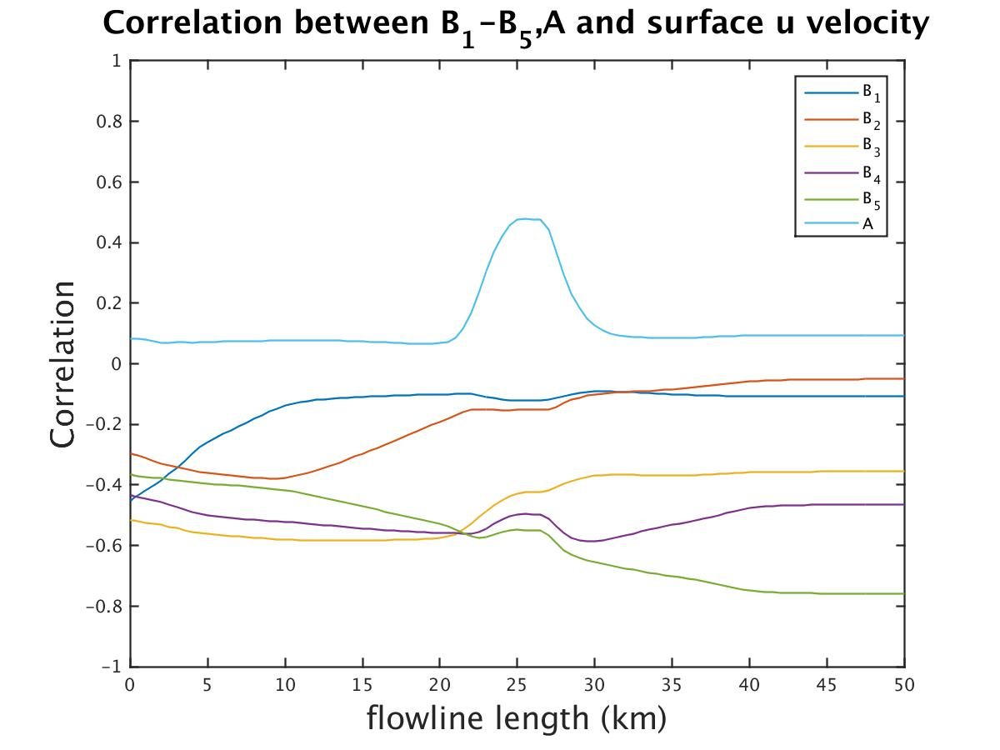 Correlation between B1-B5,A and surface u velocity
1
0.8
0.6
0.4
0.2
0
-0.2
-0.4
-0.6
-0.8
-1
Correlation
B1
B2
B3
B4
B5
A
0 5 10 15 20 25 30 35 40 45 50
flowline length (km)